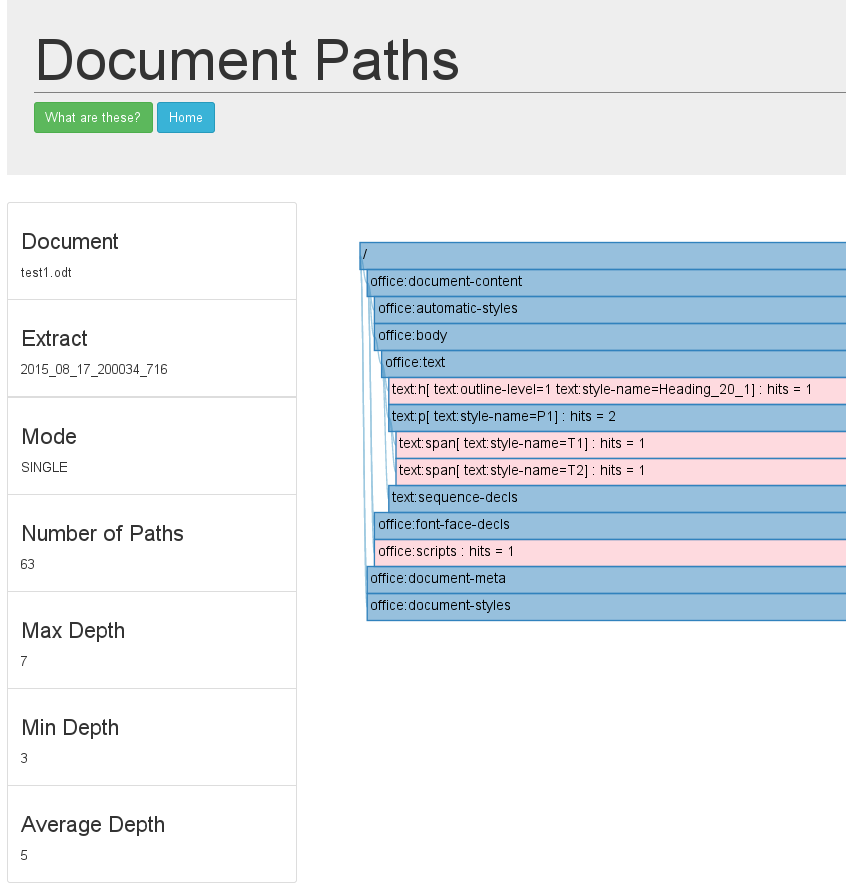 Document Paths
What are these?
Home
Document
test1.odt
Extract
2015_08_17_200034_716
Mode
SINGLE
Number of Paths
63
Max Depth
7
Min Depth
3
Average Depth
5
/
office:document-content
office:automatic-styles
office:body
office:text
text:h[ text:outline-level=1 text:style-name=Heading_20_1] : hits = 1
text:p[ text:style-name=P1] : hits = 2
text:span[ text:style-name=T1] : hits = 1
text:span[ text:style-name=T2] : hits = 1
text:sequence-decls
office:font-face-decls
office:scripts : hits = 1
office:document-meta
office:document-styles